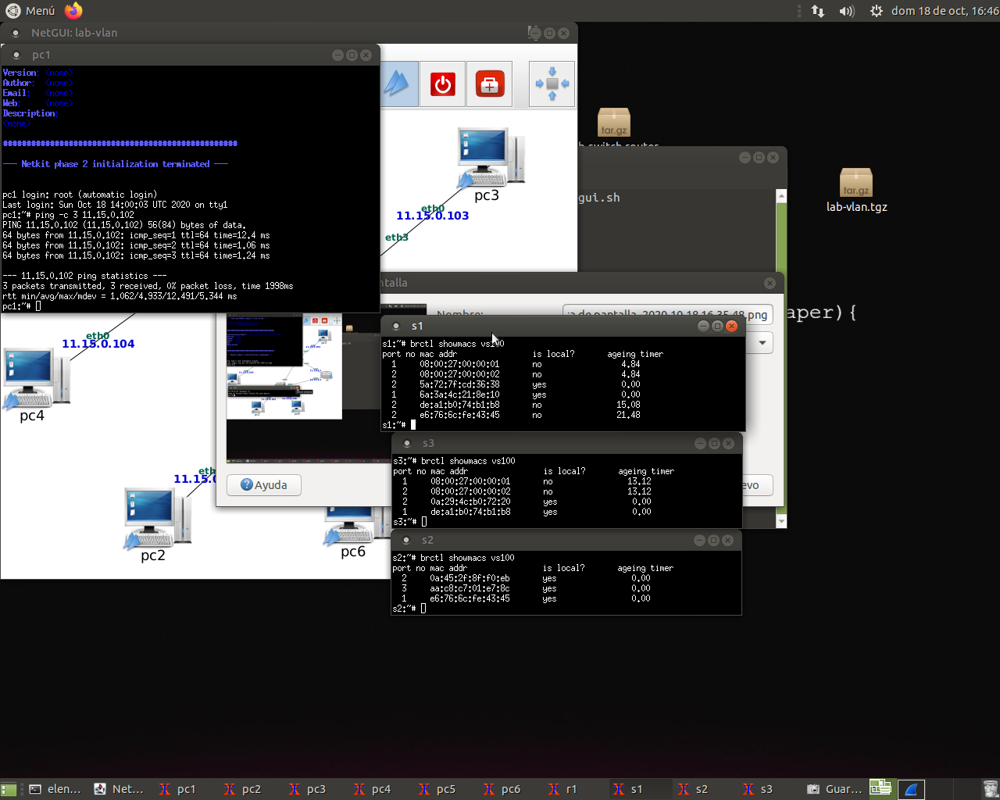 Menú
dom 18 de oct, 16:46
NetGUI: lab-vlan
pc1
Version: <none>
Author: <none>
Email: <none>
Web: <none>
Description:
<none>
--- Netkit phase 2 initialization terminated ---
pc1 login: root (automatic login)
Last login: Sun Oct 18 14:00:03 UTC 2020 on tty1
pc1:~# ping -c 3 11.15.0.102
PING 11.15.0.102 (11.15.0.102) 56(84) bytes of data.
64 bytes from 11.15.0.102: icmp_seq=1 ttl=64 time=12.4 ms
64 bytes from 11.15.0.102: icmp_seq=2 ttl=64 time=1.06 ms
64 bytes from 11.15.0.102: icmp_seq=3 ttl=64 time=1.24 ms
--- 11.15.0.102 ping statistics ---
3 packets transmitted, 3 received, 0% packet loss, time 1998ms
rtt min/avg/max/mdev = 1.062/4.933/12.491/5.344 ms
pc1:~#
pc3
eth0
11.15.0.103
eth3
tar.gz
b-switch-router
tar.gz
lab-vlan.tgz
gui.sh
ntalla
Nombre:
a de pantalla_2020-10-18 16-35-48.png
aper){
eth0
11.15.0.104
pc4
eth
11.15.0.
pc2
pc6
Ayuda
evo
s1
s1:~# brctl showmacs vs100
port no mac addr is local? ageing timer
1 08:00:27:00:00:01 no 4.84
2 08:00:27:00:00:02 no 4.84
2 5a:72:7f:cd:36:38 yes 0.00
1 6a:3a:4c:21:8e:10 yes 0.00
2 de:a1:b0:74:b1:b8 no 15.08
2 e6:76:6c:fe:43:45 no 21.48
s1:~#
s3
s3:~# brctl showmacs vs100
port no mac addr is local? ageing timer
1 08:00:27:00:00:01 no 13.12
2 08:00:27:00:00:02 no 13.12
2 0a:29:4c:b0:72:20 yes 0.00
1 de:a1:b0:74:b1:b8 yes 0.00
s3:~#
s2
s2:~# brctl showmacs vs100
port no mac addr is local? ageing timer
2 0a:45:2f:8f:f0:eb yes 0.00
3 aa:c8:c7:01:e7:8c yes 0.00
1 e6:76:6c:fe:43:45 yes 0.00
s2:~#
elen...
Net...
pc1
pc2
pc3
pc4
pc5
pc6
r1
s1
s2
s3
Guar...